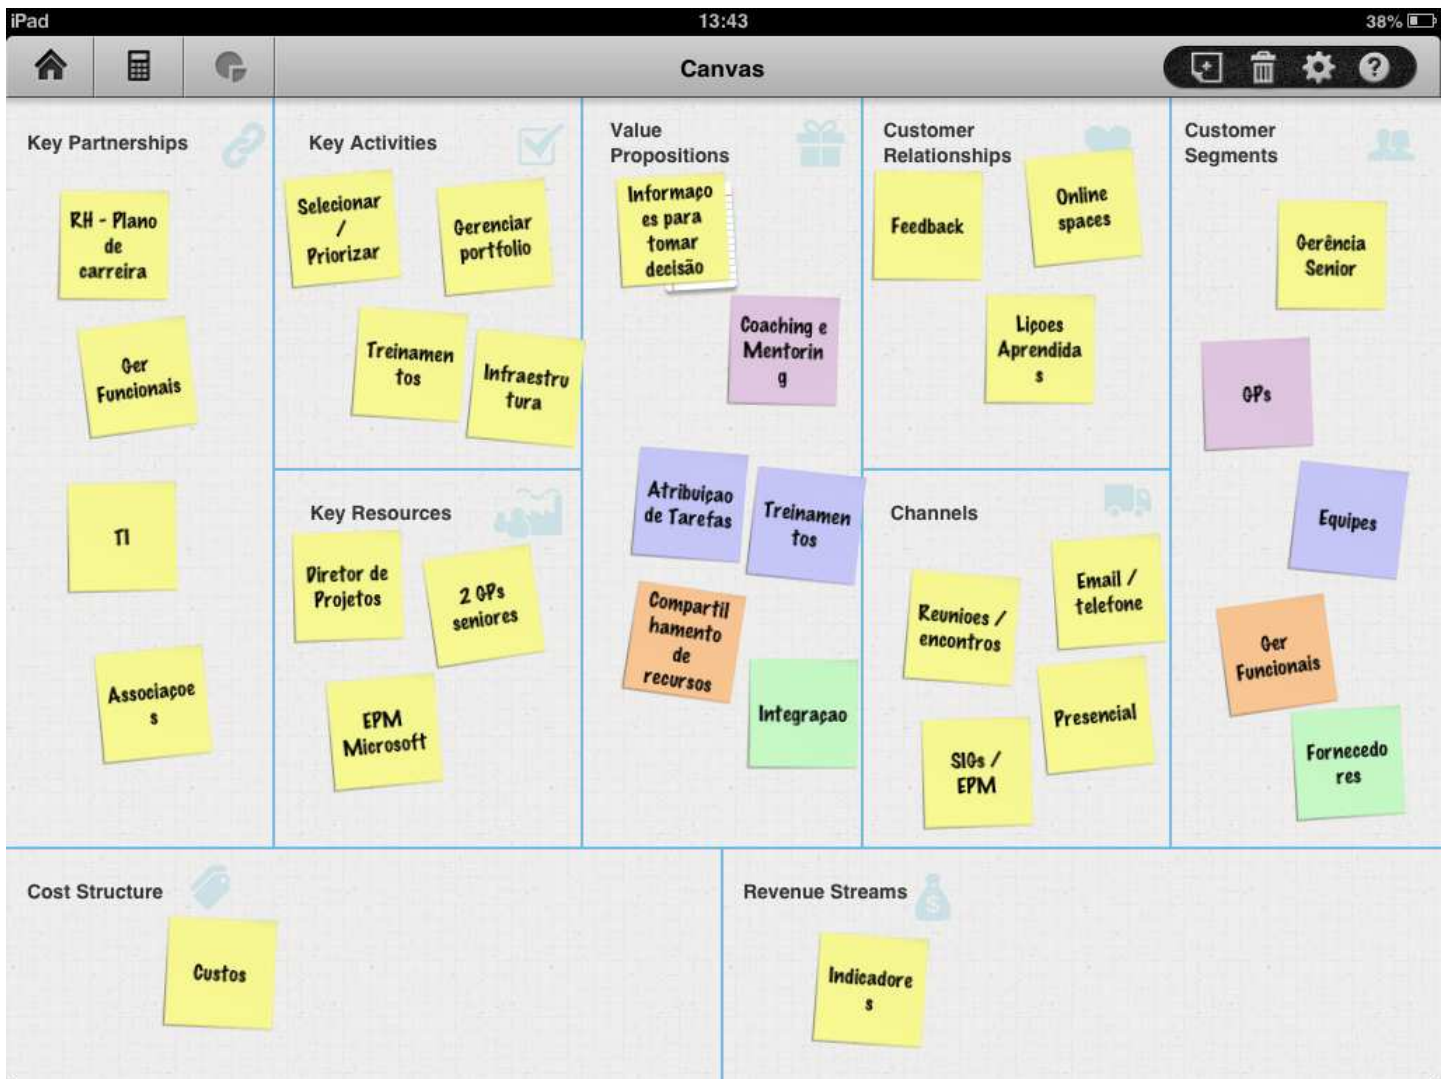 iPad
13:43
38%
Canvas
Key Partnerships
RH - Plano
de
carreira
Ger
Funcionais
TI
Associaçoe
s
Key Activities
Selecionar
/
Priorizar
Gerenciar
portfolio
Treinamen
tos
Infraestru
tura
Key Resources
Diretor de
Projetos
2 GPs
seniores
EPM
Microsoft
Value
Propositions
Informaço
es para
tomar
decisão
Coaching e
Mentorin
g
Atribuiçao
de Tarefas
Treinamen
tos
Compartil
hamento
de
recursos
Integraçao
Customer
Relationships
Feedback
Online
spaces
Liçoes
Aprendida
s
Channels
Reunioes /
encontros
Email /
telefone
SIGs /
EPM
Presencial
Customer
Segments
Gerência
Senior
GPs
Equipes
Ger
Funcionais
Fornecedo
res
Cost Structure
Custos
Revenue Streams
Indicadore
s